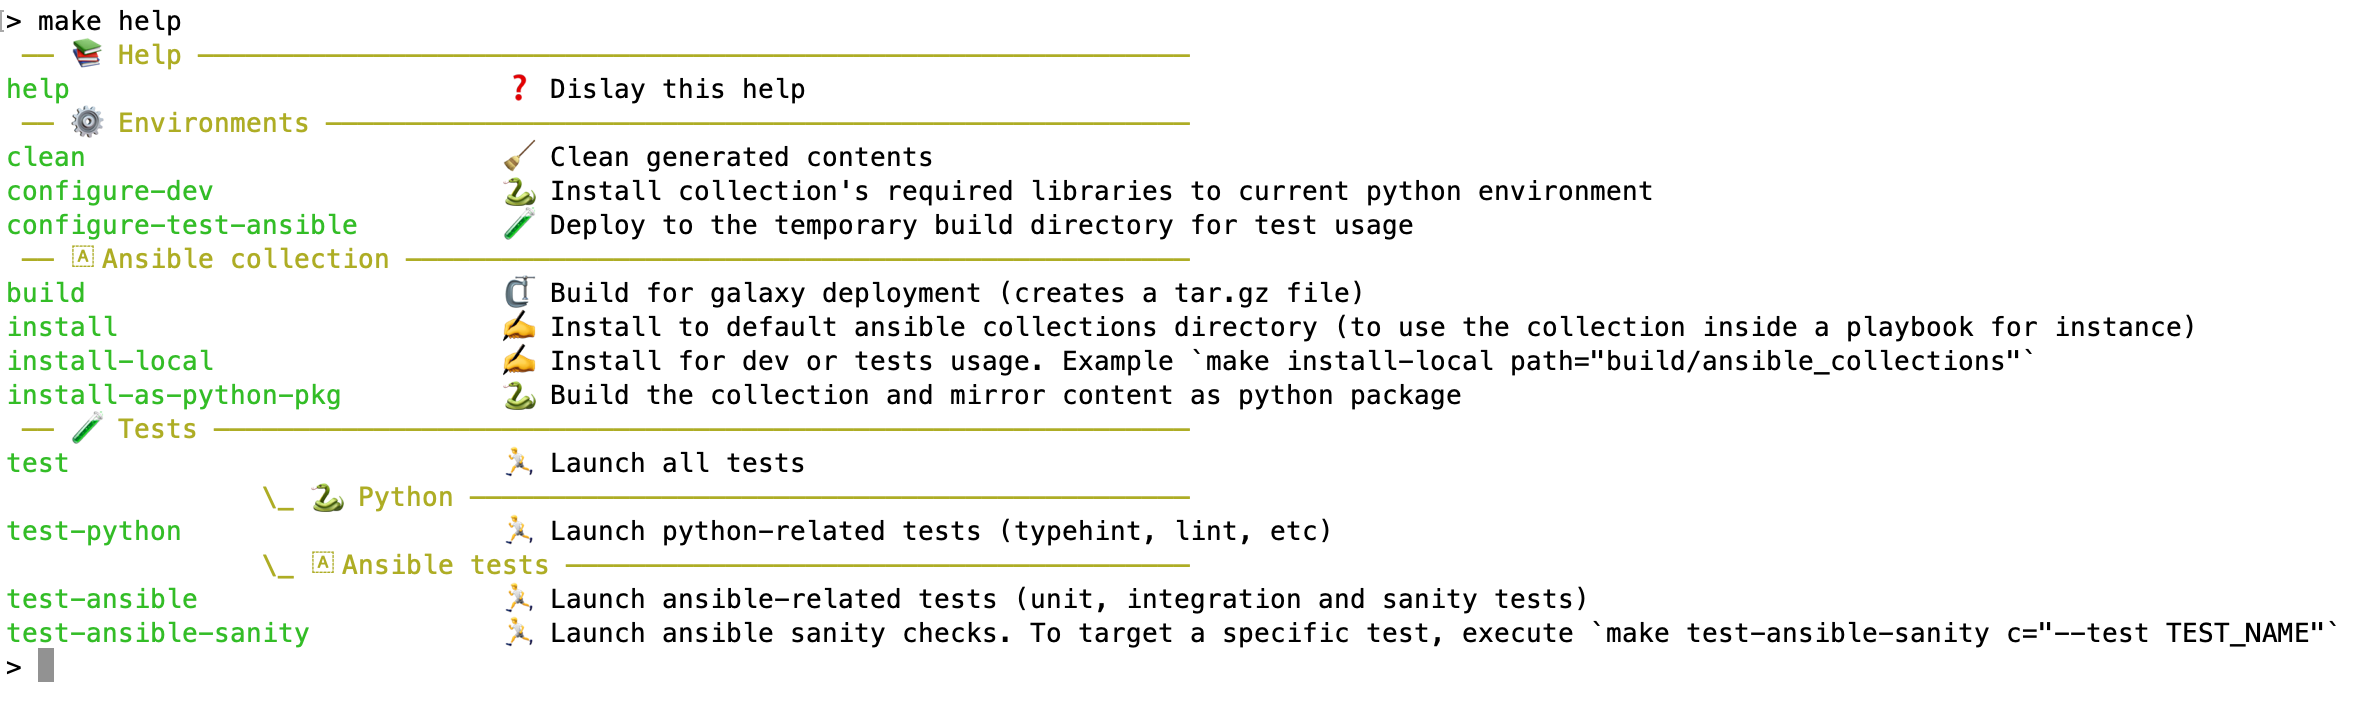 > make help
—— 📚 Help ——————————————————————————————————————————————————————————————
help                           ❓ Dislay this help
—— ⚙️ Environments ——————————————————————————————————————————————————————
clean                          🧹 Clean generated contents
configure-dev                  🐍 Install collection's required libraries to current python environment
configure-test-ansible         🧪 Deploy to the temporary build directory for test usage
—— 🄰 Ansible collection —————————————————————————————————————————————————
build                          🗜️ Build for galaxy deployment (creates a tar.gz file)
install                        ✍️ Install to default ansible collections directory (to use the collection inside a playbook for instance)
install-local                  ✍️ Install for dev or tests usage. Example `make install-local path="build/ansible_collections"`
install-as-python-pkg          🐍 Build the collection and mirror content as python package
—— 🧪 Tests —————————————————————————————————————————————————————————————
test                           🏃 Launch all tests
\_ 🐍 Python —————————————————————————————————————————————
test-python                    🏃 Launch python-related tests (typehint, lint, etc)
\_ 🄰 Ansible tests ———————————————————————————————————————
test-ansible                   🏃 Launch ansible-related tests (unit, integration and sanity tests)
test-ansible-sanity            🏃 Launch ansible sanity checks. To target a specific test, execute `make test-ansible-sanity c="--test TEST_NAME"`
>